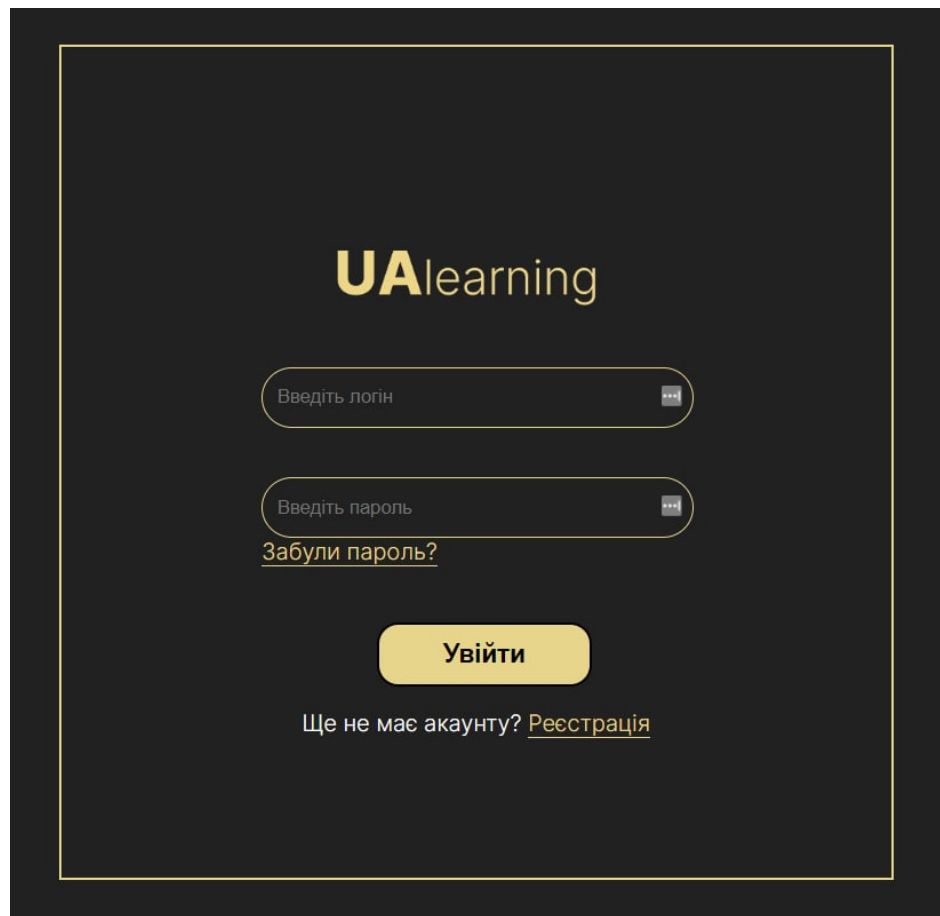 UAlearning
Введіть логін
Введіть пароль
Забули пароль?
Увійти
Ще не має акаунту? Реєстрація